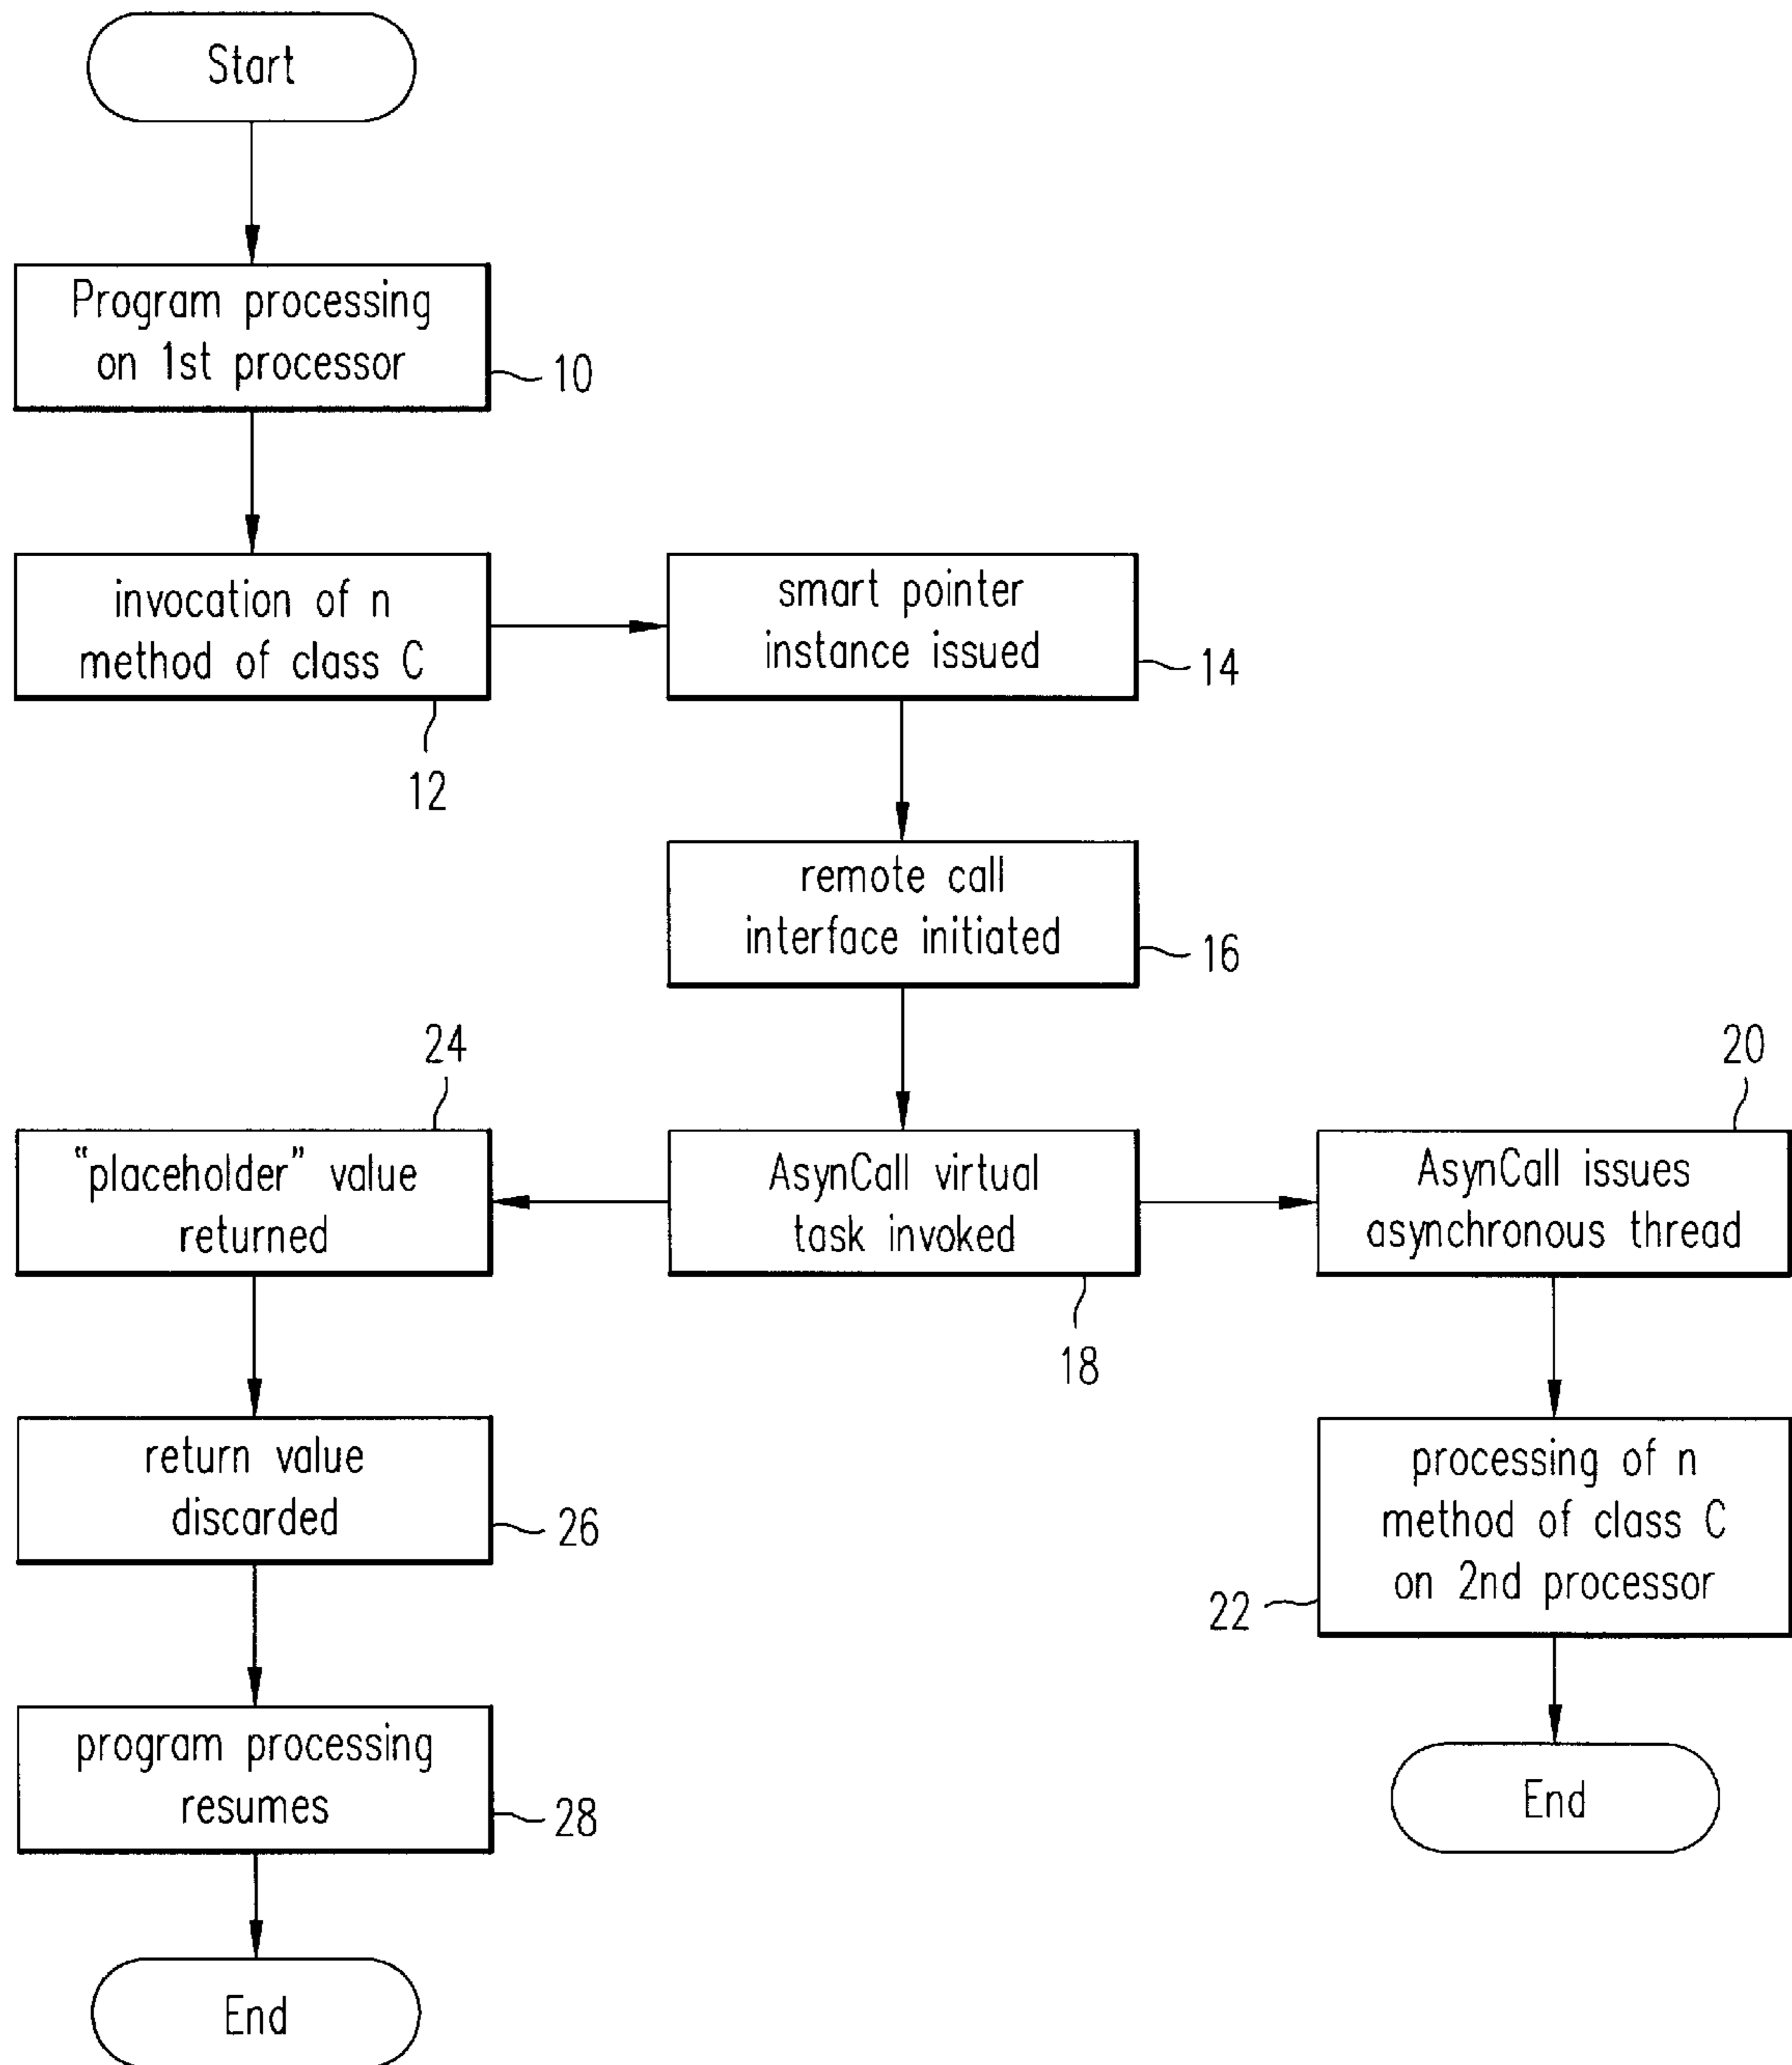 Start
Program processing
on 1st processor
10
invocation of n
method of class C
12
smart pointer
instance issued
14
remote call
interface initiated
16
AsynCall virtual
task invoked
18
20
AsynCall issues
asynchronous thread
processing of n
method of class C
on 2nd processor
22
End
24
“placeholder” value
returned
return value
discarded
26
program processing
resumes
28
End